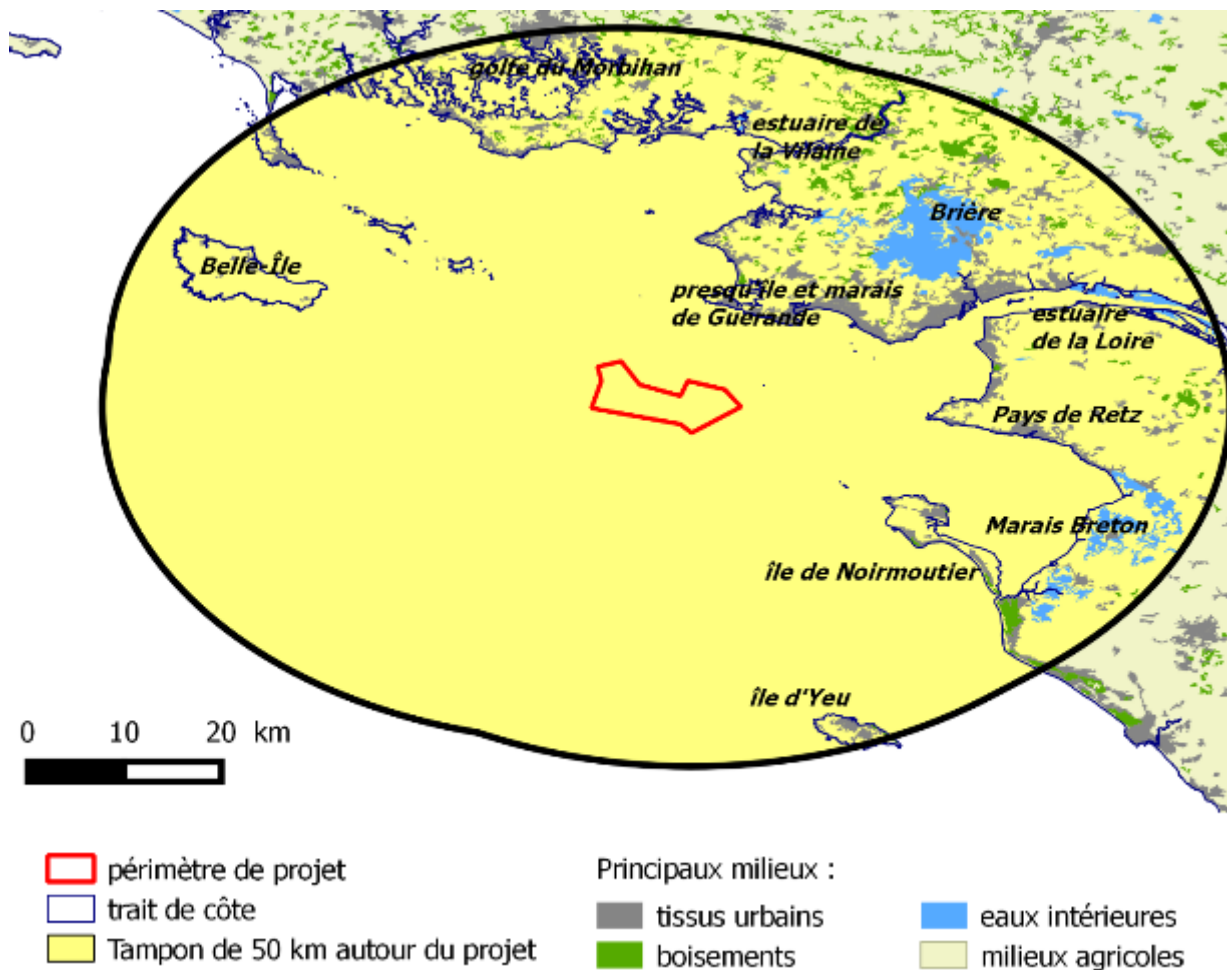 golfe du Morbihan
estuaire de
la Vilaine
Brière
Belle-Île
presqu'île et marais
de Guérande
estuaire
de la Loire
Pays de Retz
Marais Breton
île de Noirmoutier
île d'Yeu
0 10 20 km
périmètre de projet
trait de côte
Tampon de 50 km autour du projet
Principaux milieux :
tissus urbains
boisements
eaux intérieures
milieux agricoles